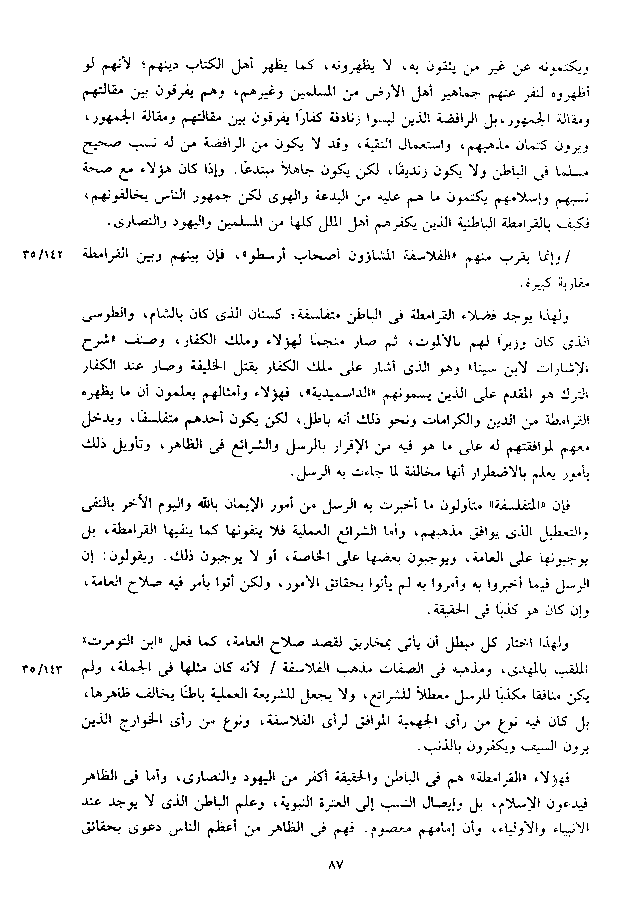 ويكتمونه عن غير من يثقون به، لا يظهرونه، كما يظهر أهل الكتاب دينهم؛ لأنهم لو
أظهروه لنفر عنهم جماهير أهل الأرض من المسلمين وغيرهم، وهم يفرقون بين مقالتهم
ومقالة الجمهور، بل الرافضة الذين ليسوا زنادقة كفارًا يفرقون بين مقالتهم ومقالة الجمهور،
ويرون كتمان مذهبهم، واستعمال التقية، وقد لا يكون من الرافضة من له نسب صحيح
مسلما في الباطن ولا يكون زنديقًا، لكن يكون جاهلاً مبتدعًا. وإذا كان هؤلاء مع صحة
نسبهم وإسلامهم يكتمون ما هم عليه من البدعة والهوى لكن جمهور الناس يخالفونهم،
فكيف بالقرامطة الباطنية الذين يكفرهم أهل الملل كلها من المسلمين واليهود والنصارى.
/ وإنما يقرب منهم «الفلاسفة المشاؤون أصحاب أرسطو»، فإن بينهم وبين القرامطة ٣٥/١٤٢
مقاربة كبيرة.
ولهذا يوجد فضلاء القرامطة في الباطن متفلسفة؛ كسنان الذي كان بالشام، والطوسي
الذي كان وزيرًا لهم بالألموت، ثم صار منجمًا لهؤلاء وملك الكفار، وصنف «شرح
الإشارات لابن سينا» وهو الذي أشار على ملك الكفار بقتل الخليفة وصار عند الكفار
الترك هو المقدم على الذين يسمونهم «الداسميدية»، فهؤلاء وأمثالهم يعلمون أن ما يظهره
القرامطة من الدين والكرامات ونحو ذلك أنه باطل، لكن يكون أحدهم متفلسفًا، ويدخل
معهم لموافقتهم له على ما هو فيه من الإقرار بالرسل والشرائع في الظاهر، وتأويل ذلك
بأمور يعلم بالاضطرار أنها مخالفة لما جاءت به الرسل.
فإن «المتفلسفة» متأولون ما أخبرت به الرسل من أمور الإيمان بالله واليوم الآخر بالنفي
والتعطيل الذي يوافق مذهبهم، وأما الشرائع العملية فلا ينفونها كما ينفيها القرامطة، بل
يوجبونها على العامة، ويوجبون بعضها على الخاصة، أو لا يوجبون ذلك. ويقولون: إن
الرسل فيما أخبروا به وأمروا به لم يأتوا بحقائق الأمور، ولكن أتوا بأمر فيه صلاح العامة،
وإن كان هو كذبًا في الحقيقة.
ولهذا اختار كل مبطل أن يأتي بمخاريق لقصد صلاح العامة، كما فعل «ابن التومرت»
الملقب بالمهدي، ومذهبه في الصفات مذهب الفلاسفة / لأنه كان مثلها في الجملة، ولم ٣٥/١٤٣
يكن منافقا مكذبًا للرسل معطلاً للشرائع، ولا يجعل للشريعة العملية باطنًا يخالف ظاهرها،
بل كان فيه نوع من رأي الجهمية الموافق لرأي الفلاسفة، ونوع من رأي الخوارج الذين
يرون السيف ويكفرون بالذنب.
فهؤلاء «القرامطة» هم في الباطن والحقيقة أكفر من اليهود والنصارى، وأما في الظاهر
فيدعون الإسلام، بل وإيصال النسب إلى العترة النبوية، وعلم الباطن الذي لا يوجد عند
الأنبياء والأولياء، وأن إمامهم معصوم. فهم في الظاهر من أعظم الناس دعوى بحقائق
٨٧